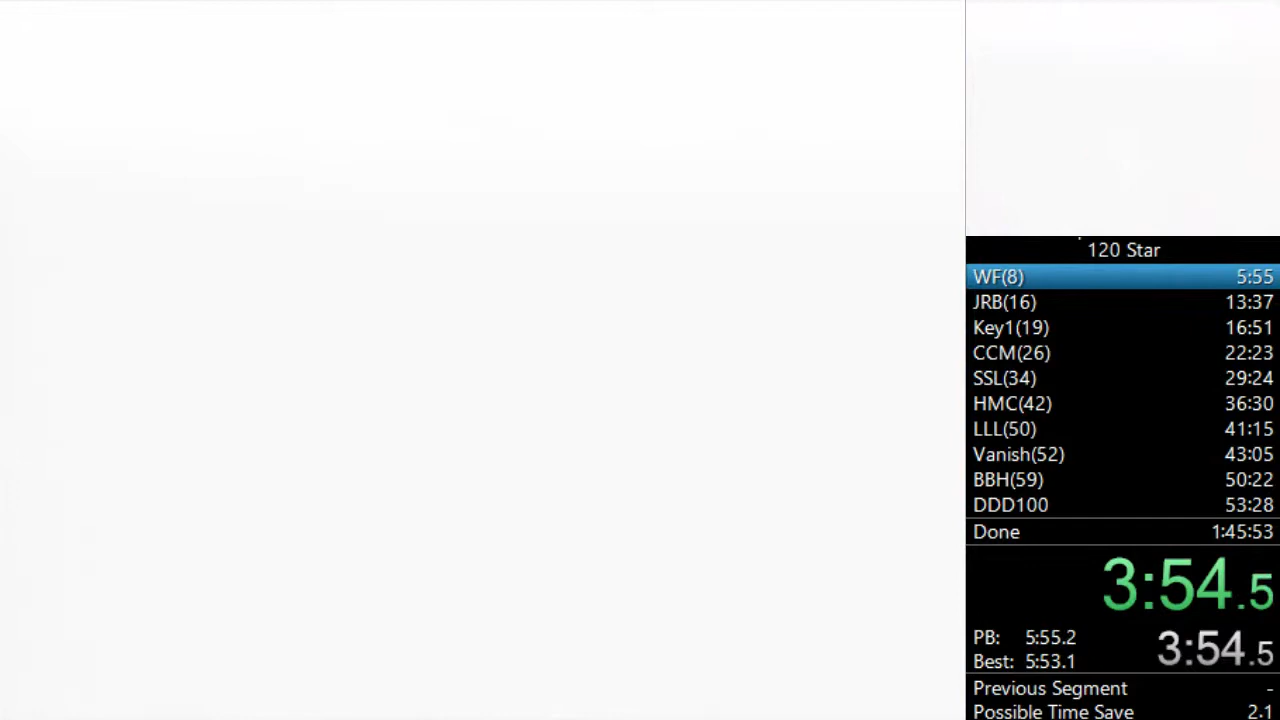 120 Star
WF(8) 5:55
JRB(16) 13:37
Key1(19) 16:51
CCM(26) 22:23
SSL(34) 29:24
HMC(42) 36:30
LLL(50) 41:15
Vanish(52) 43:05
BBH(59) 50:22
DDD100 53:28
Done 1:45:53
3:54.5
PB: 5:55.2
Best: 5:53.1
3:54.5
Previous Segment -
Possible Time Save 2.1